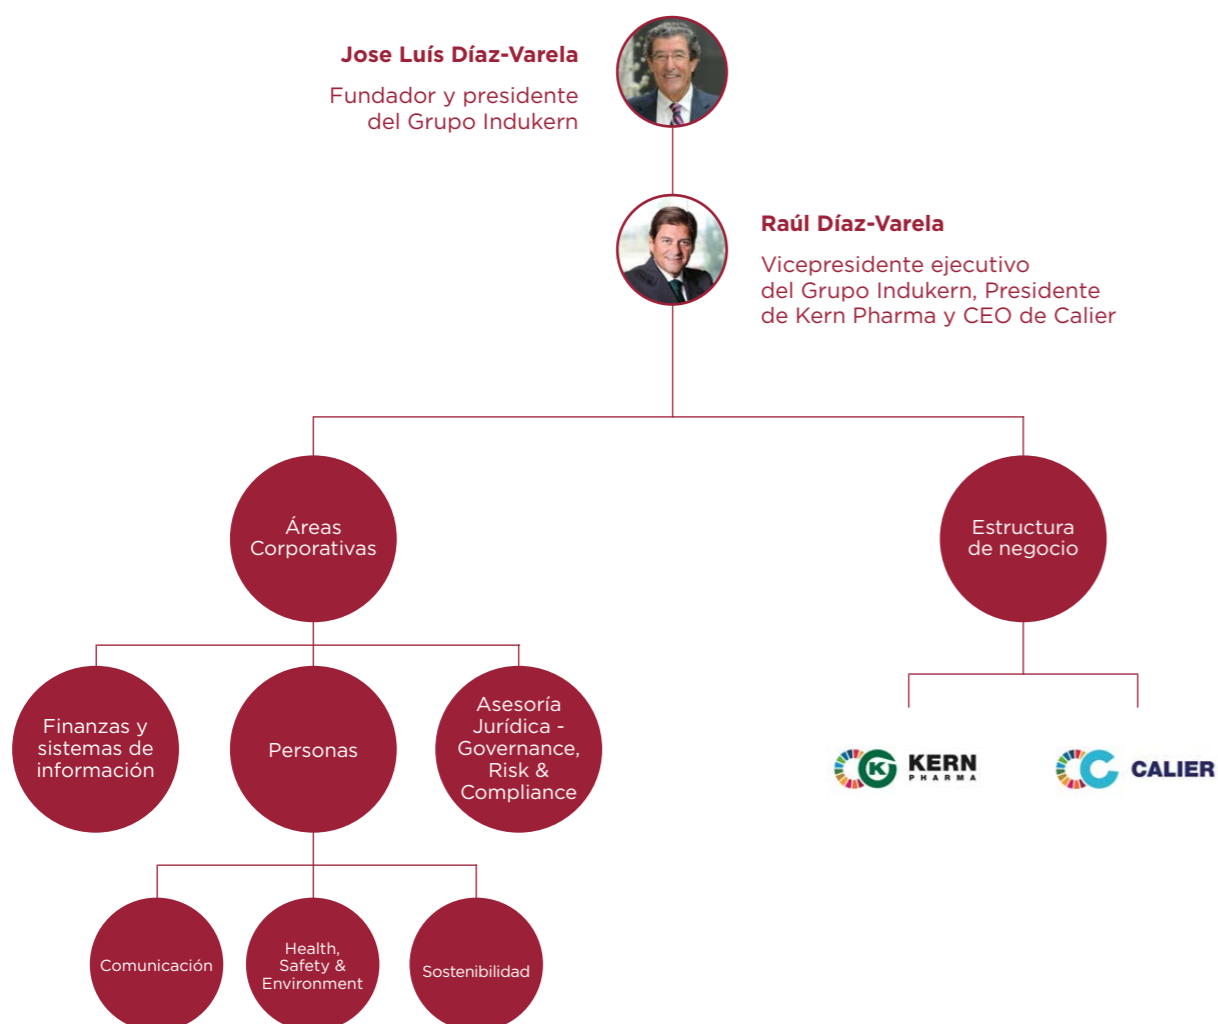 Jose Luís Díaz-Varela
Fundador y presidente
del Grupo Indukern
Raúl Díaz-Varela
Vicepresidente ejecutivo
del Grupo Indukern, Presidente
de Kern Pharma y CEO de Calier
Áreas
Corporativas
Estructura
de negocio
Finanzas y
sistemas de
información
Personas
Asesoría
Jurídica -
Governance,
Risk &
Compliance
K
KERN
PHARMA
CALIER
Comunicación
Health,
Safety &
Environment
Sostenibilidad